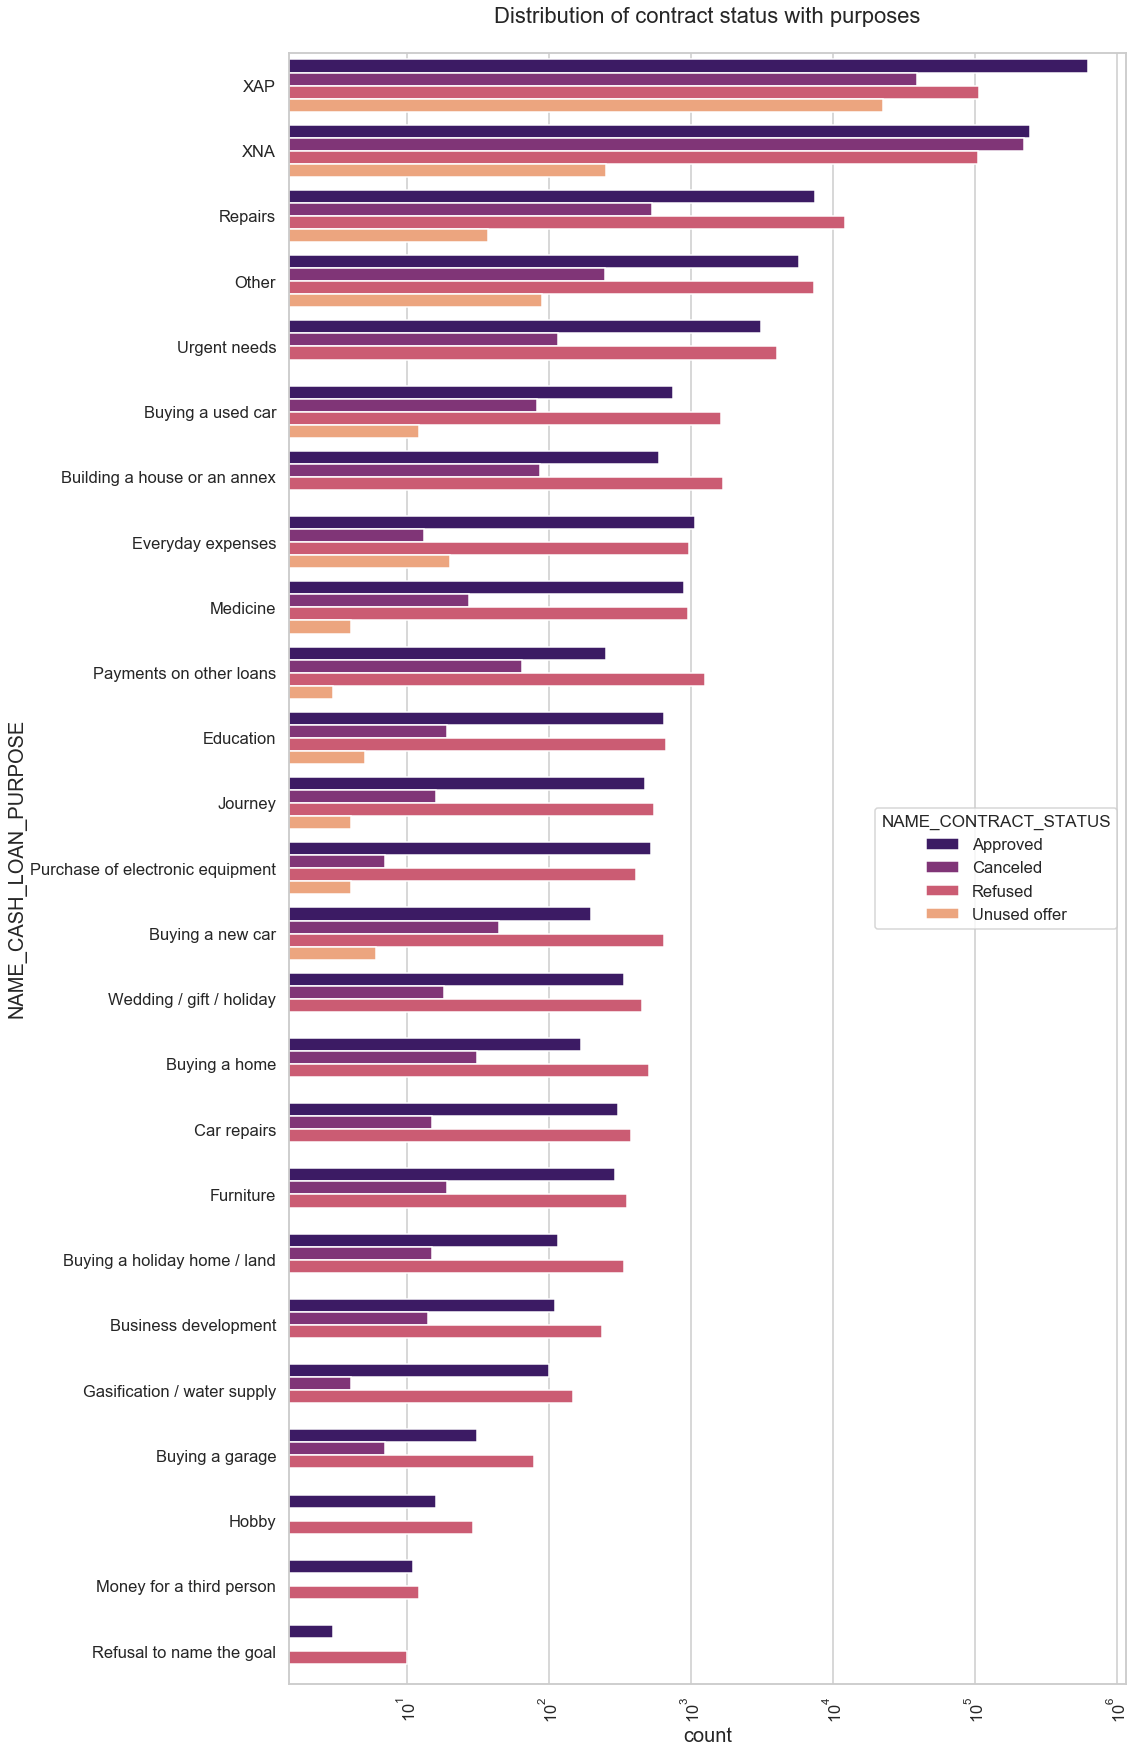 Distribution of contract status with purposes
NAME_CASH_LOAN_PURPOSE
XAP
XNA
Repairs
Other
Urgent needs
Buying a used car
Building a house or an annex
Everyday expenses
Medicine
Payments on other loans
Education
Journey
Purchase of electronic equipment
Buying a new car
Wedding / gift / holiday
Buying a home
Car repairs
Furniture
Buying a holiday home / land
Business development
Gasification / water supply
Buying a garage
Hobby
Money for a third person
Refusal to name the goal
NAME_CONTRACT_STATUS
Approved
Canceled
Refused
Unused offer
10¹ 10² 10³ 10⁴ 10⁵ 10⁶
count